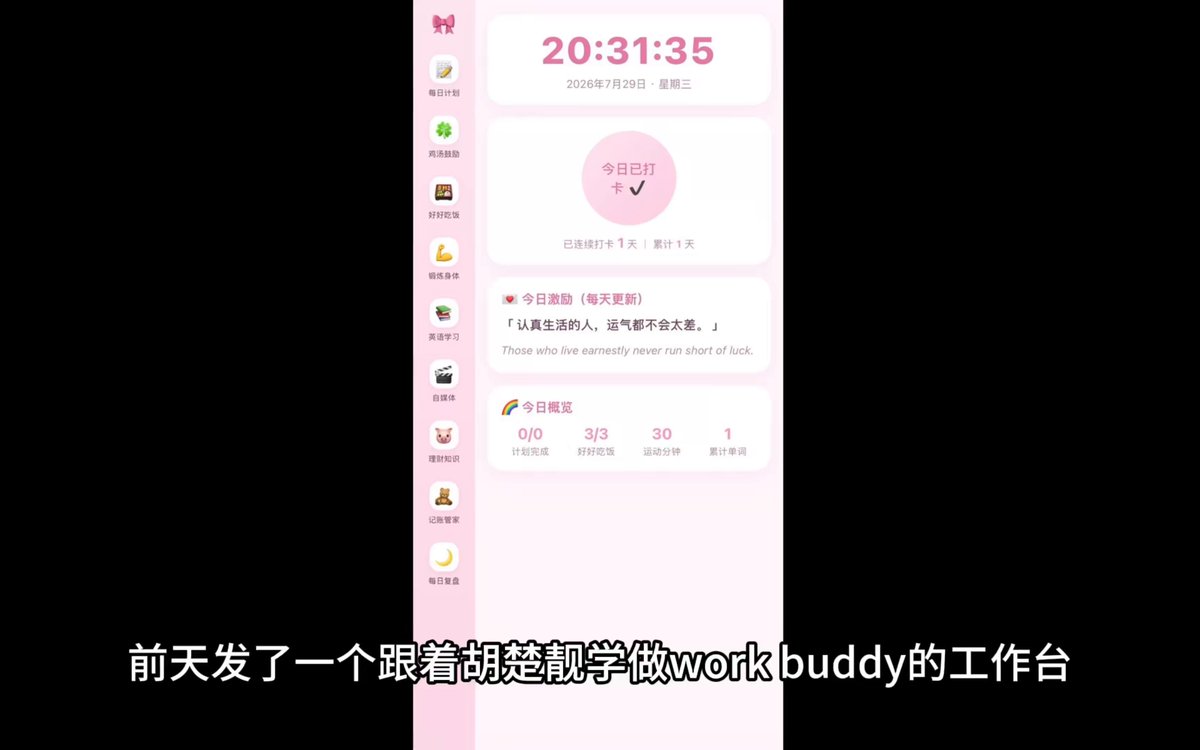 每日计划
鸡汤鼓励
好好吃饭
锻炼身体
英语学习
自媒体
理财知识
记账管家
每日复盘
20:31:35
2026年7月29日 · 星期三
今日已打
卡 ✔
已连续打卡 1 天 | 累计 1 天
💌 今日激励（每天更新）
「 认真生活的人，运气都不会太差。 」
Those who live earnestly never run short of luck.
🌈 今日概览
0/0 3/3 30 1
计划完成 好好吃饭 运动分钟 累计单词
前天发了一个跟着胡楚靓学做work buddy的工作台